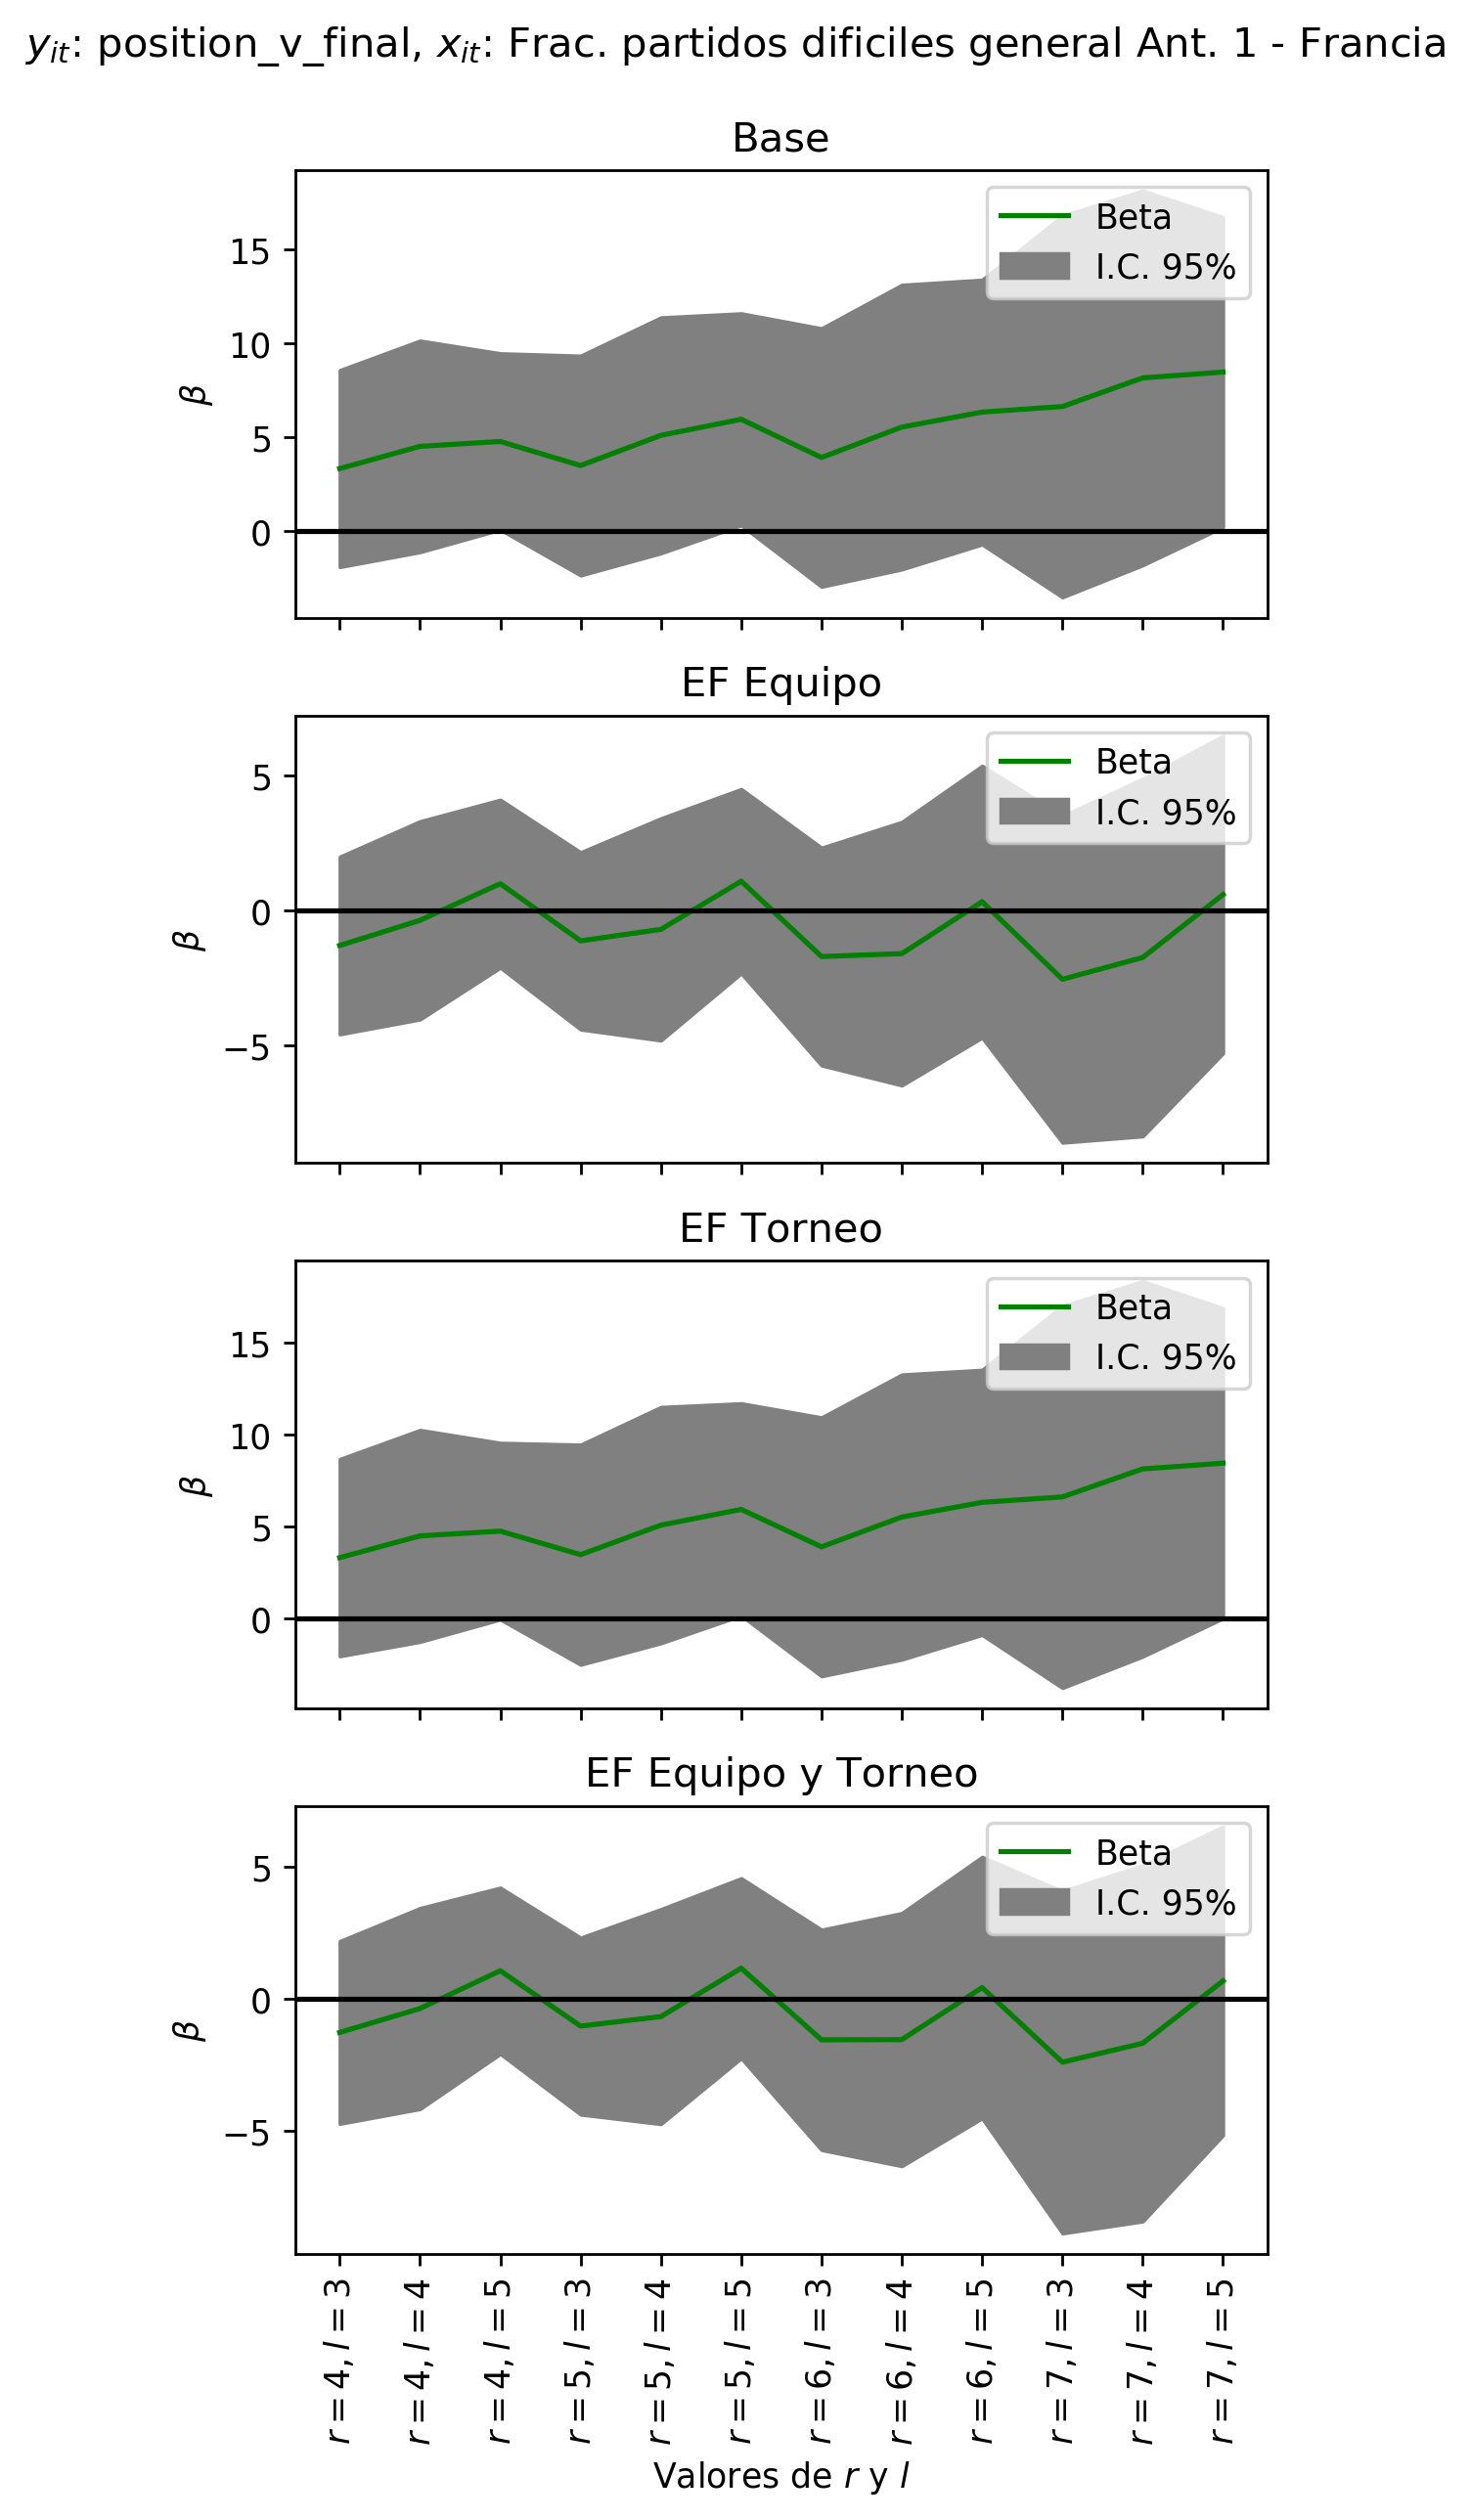 y_it: position_v_final, x_it: Frac. partidos dificiles general Ant. 1 - Francia
Base
Beta
I.C. 95%
15
10
5
0
β
EF Equipo
Beta
I.C. 95%
5
0
−5
β
EF Torneo
Beta
I.C. 95%
15
10
5
0
β
EF Equipo y Torneo
Beta
I.C. 95%
5
0
−5
β
r = 4, l = 3
r = 4, l = 4
r = 4, l = 5
r = 5, l = 3
r = 5, l = 4
r = 5, l = 5
r = 6, l = 3
r = 6, l = 4
r = 6, l = 5
r = 7, l = 3
r = 7, l = 4
r = 7, l = 5
Valores de r y l